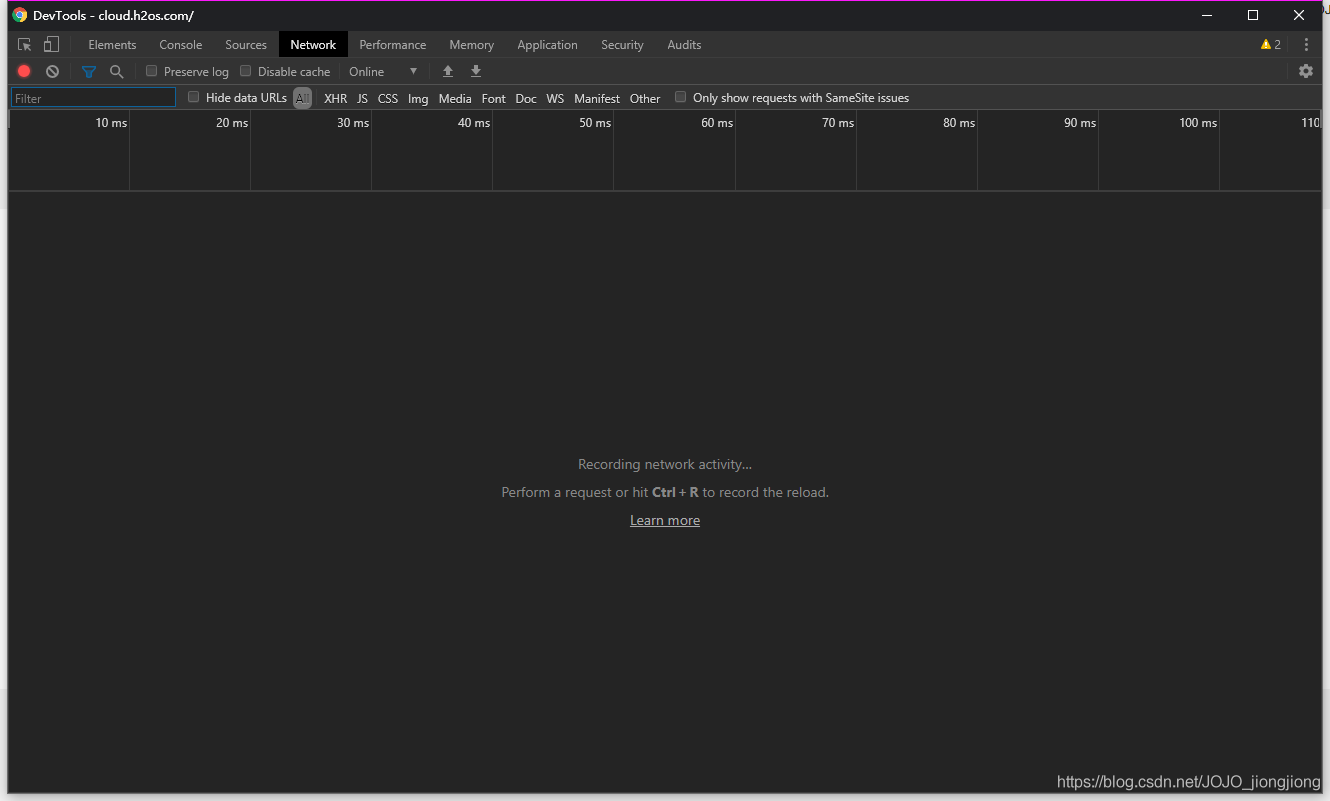 DevTools - cloud.h2os.com/
Elements Console Sources Network Performance Memory Application Security Audits 2
Preserve log Disable cache Online
Filter Hide data URLs All XHR JS CSS Img Media Font Doc WS Manifest Other Only show requests with SameSite issues
10 ms 20 ms 30 ms 40 ms 50 ms 60 ms 70 ms 80 ms 90 ms 100 ms 110
Recording network activity...
Perform a request or hit Ctrl + R to record the reload.
Learn more
https://blog.csdn.net/JOJO_jiongjiong